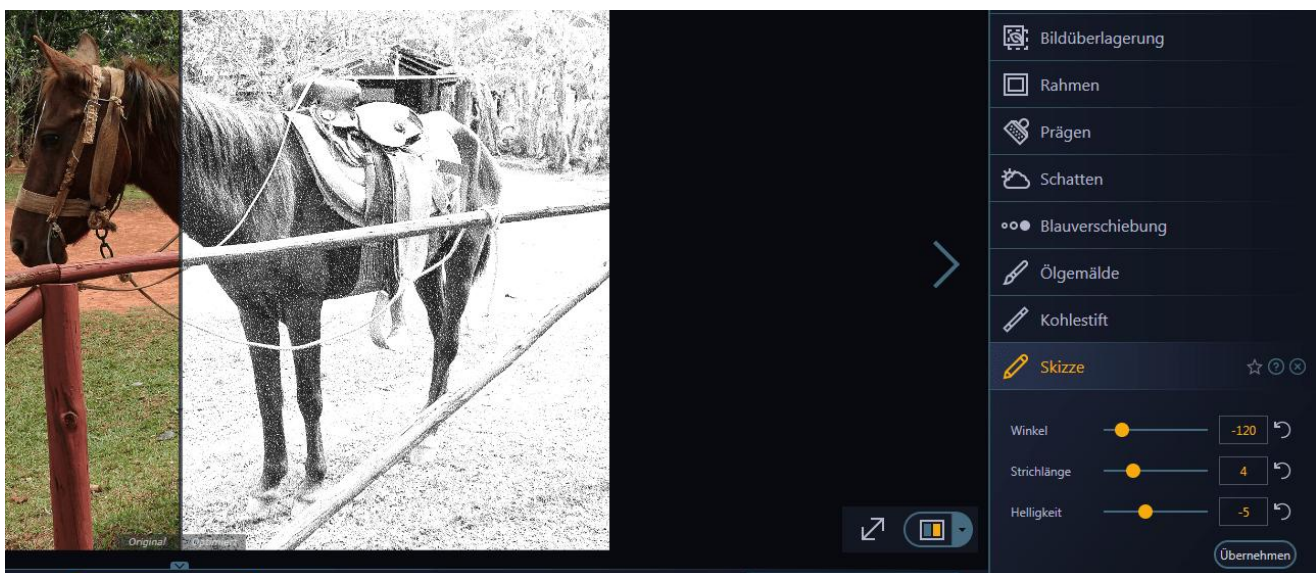 Bildüberlagerung
Rahmen
Prägen
Schatten
Blauverschiebung
Ölgemälde
Kohlestift
Skizze
Winkel -120
Strichlänge 4
Helligkeit -5
Übernehmen
Original Optimiert